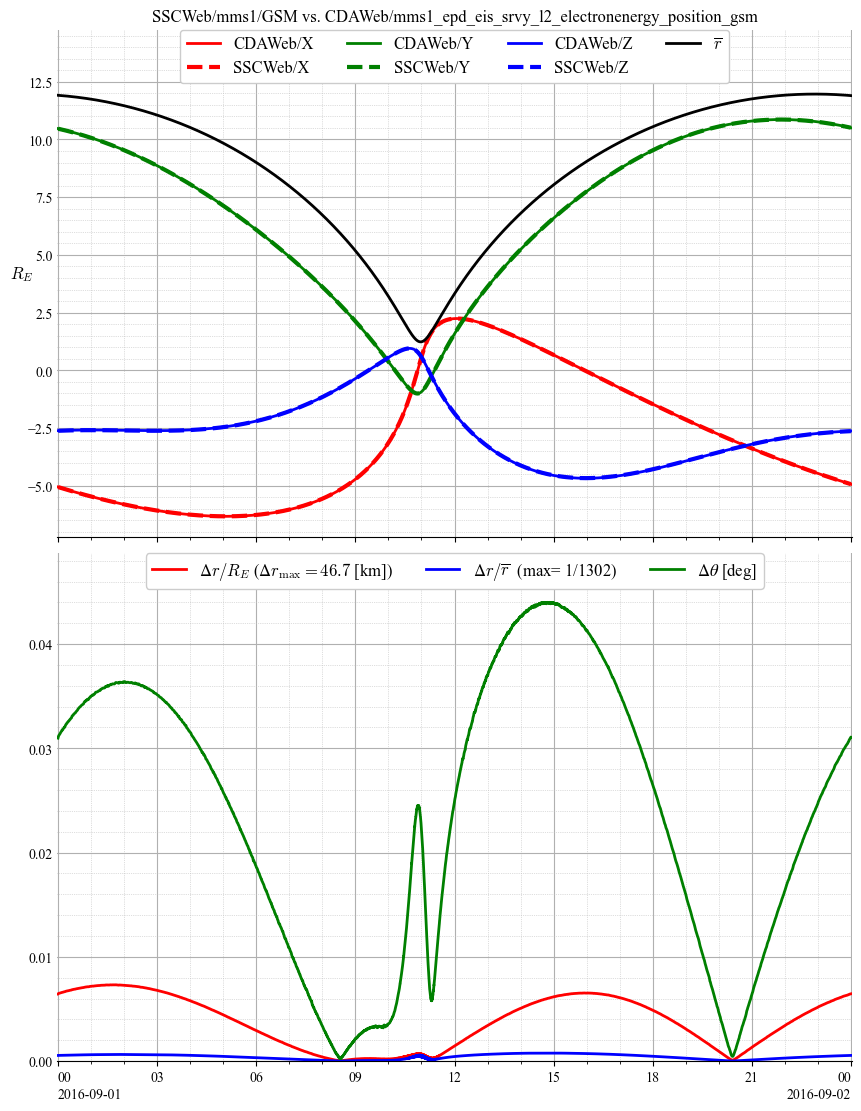 SSCWeb/mms1/GSM vs. CDAWeb/mms1_epd_eis_srvy_l2_electronenergy_position_gsm
CDAWeb/X CDAWeb/Y CDAWeb/Z r̅
SSCWeb/X SSCWeb/Y SSCWeb/Z
12.5
10.0
7.5
5.0
R_E
2.5
0.0
−2.5
−5.0
Δr/R_E (Δr_max = 46.7 [km]) Δr/r̅ (max= 1/1302) Δθ [deg]
0.04
0.03
0.02
0.01
0.00
00 03 06 09 12 15 18 21 00
2016-09-01 2016-09-02